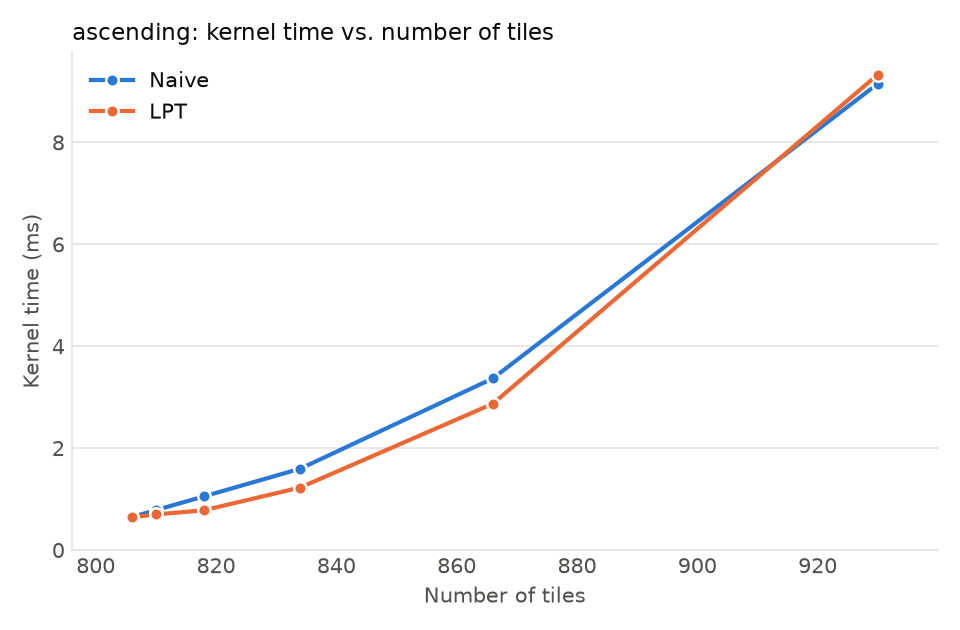 ascending: kernel time vs. number of tiles
Naive
LPT
8
6
4
2
0
Kernel time (ms)
800 820 840 860 880 900 920
Number of tiles